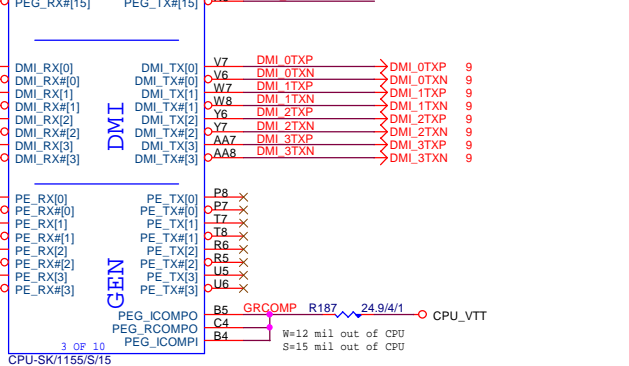 PEG_RX#[15] PEG_TX#[15]
DMI_RX[0] DMI_TX[0] V7 DMI_0TXP DMI_0TXP 9
DMI_RX#[0] DMI_TX#[0] V6 DMI_0TXN DMI_0TXN 9
DMI_RX[1] DMI_TX[1] W7 DMI_1TXP DMI_1TXP 9
DMI_RX#[1] DMI_TX#[1] W8 DMI_1TXN DMI_1TXN 9
DMI_RX[2] DMI_TX[2] Y6 DMI_2TXP DMI_2TXP 9
DMI_RX#[2] DMI_TX#[2] Y7 DMI_2TXN DMI_2TXN 9
DMI_RX[3] DMI_TX[3] AA7 DMI_3TXP DMI_3TXP 9
DMI_RX#[3] DMI_TX#[3] AA8 DMI_3TXN DMI_3TXN 9
DMI
PE_RX[0] PE_TX[0] P8
PE_RX#[0] PE_TX#[0] P7
PE_RX[1] PE_TX[1] T7
PE_RX#[1] PE_TX#[1] T8
PE_RX[2] PE_TX[2] R6
PE_RX#[2] PE_TX#[2] R5
PE_RX[3] PE_TX[3] U5
PE_RX#[3] PE_TX#[3] U6
GEN
PEG_ICOMPO B5 GRCOMP R187 24.9/4/1 CPU_VTT
PEG_RCOMPO C4
PEG_ICOMPI B4
W=12 mil out of CPU
S=15 mil out of CPU
3 OF 10
CPU-SK/1155/S/15